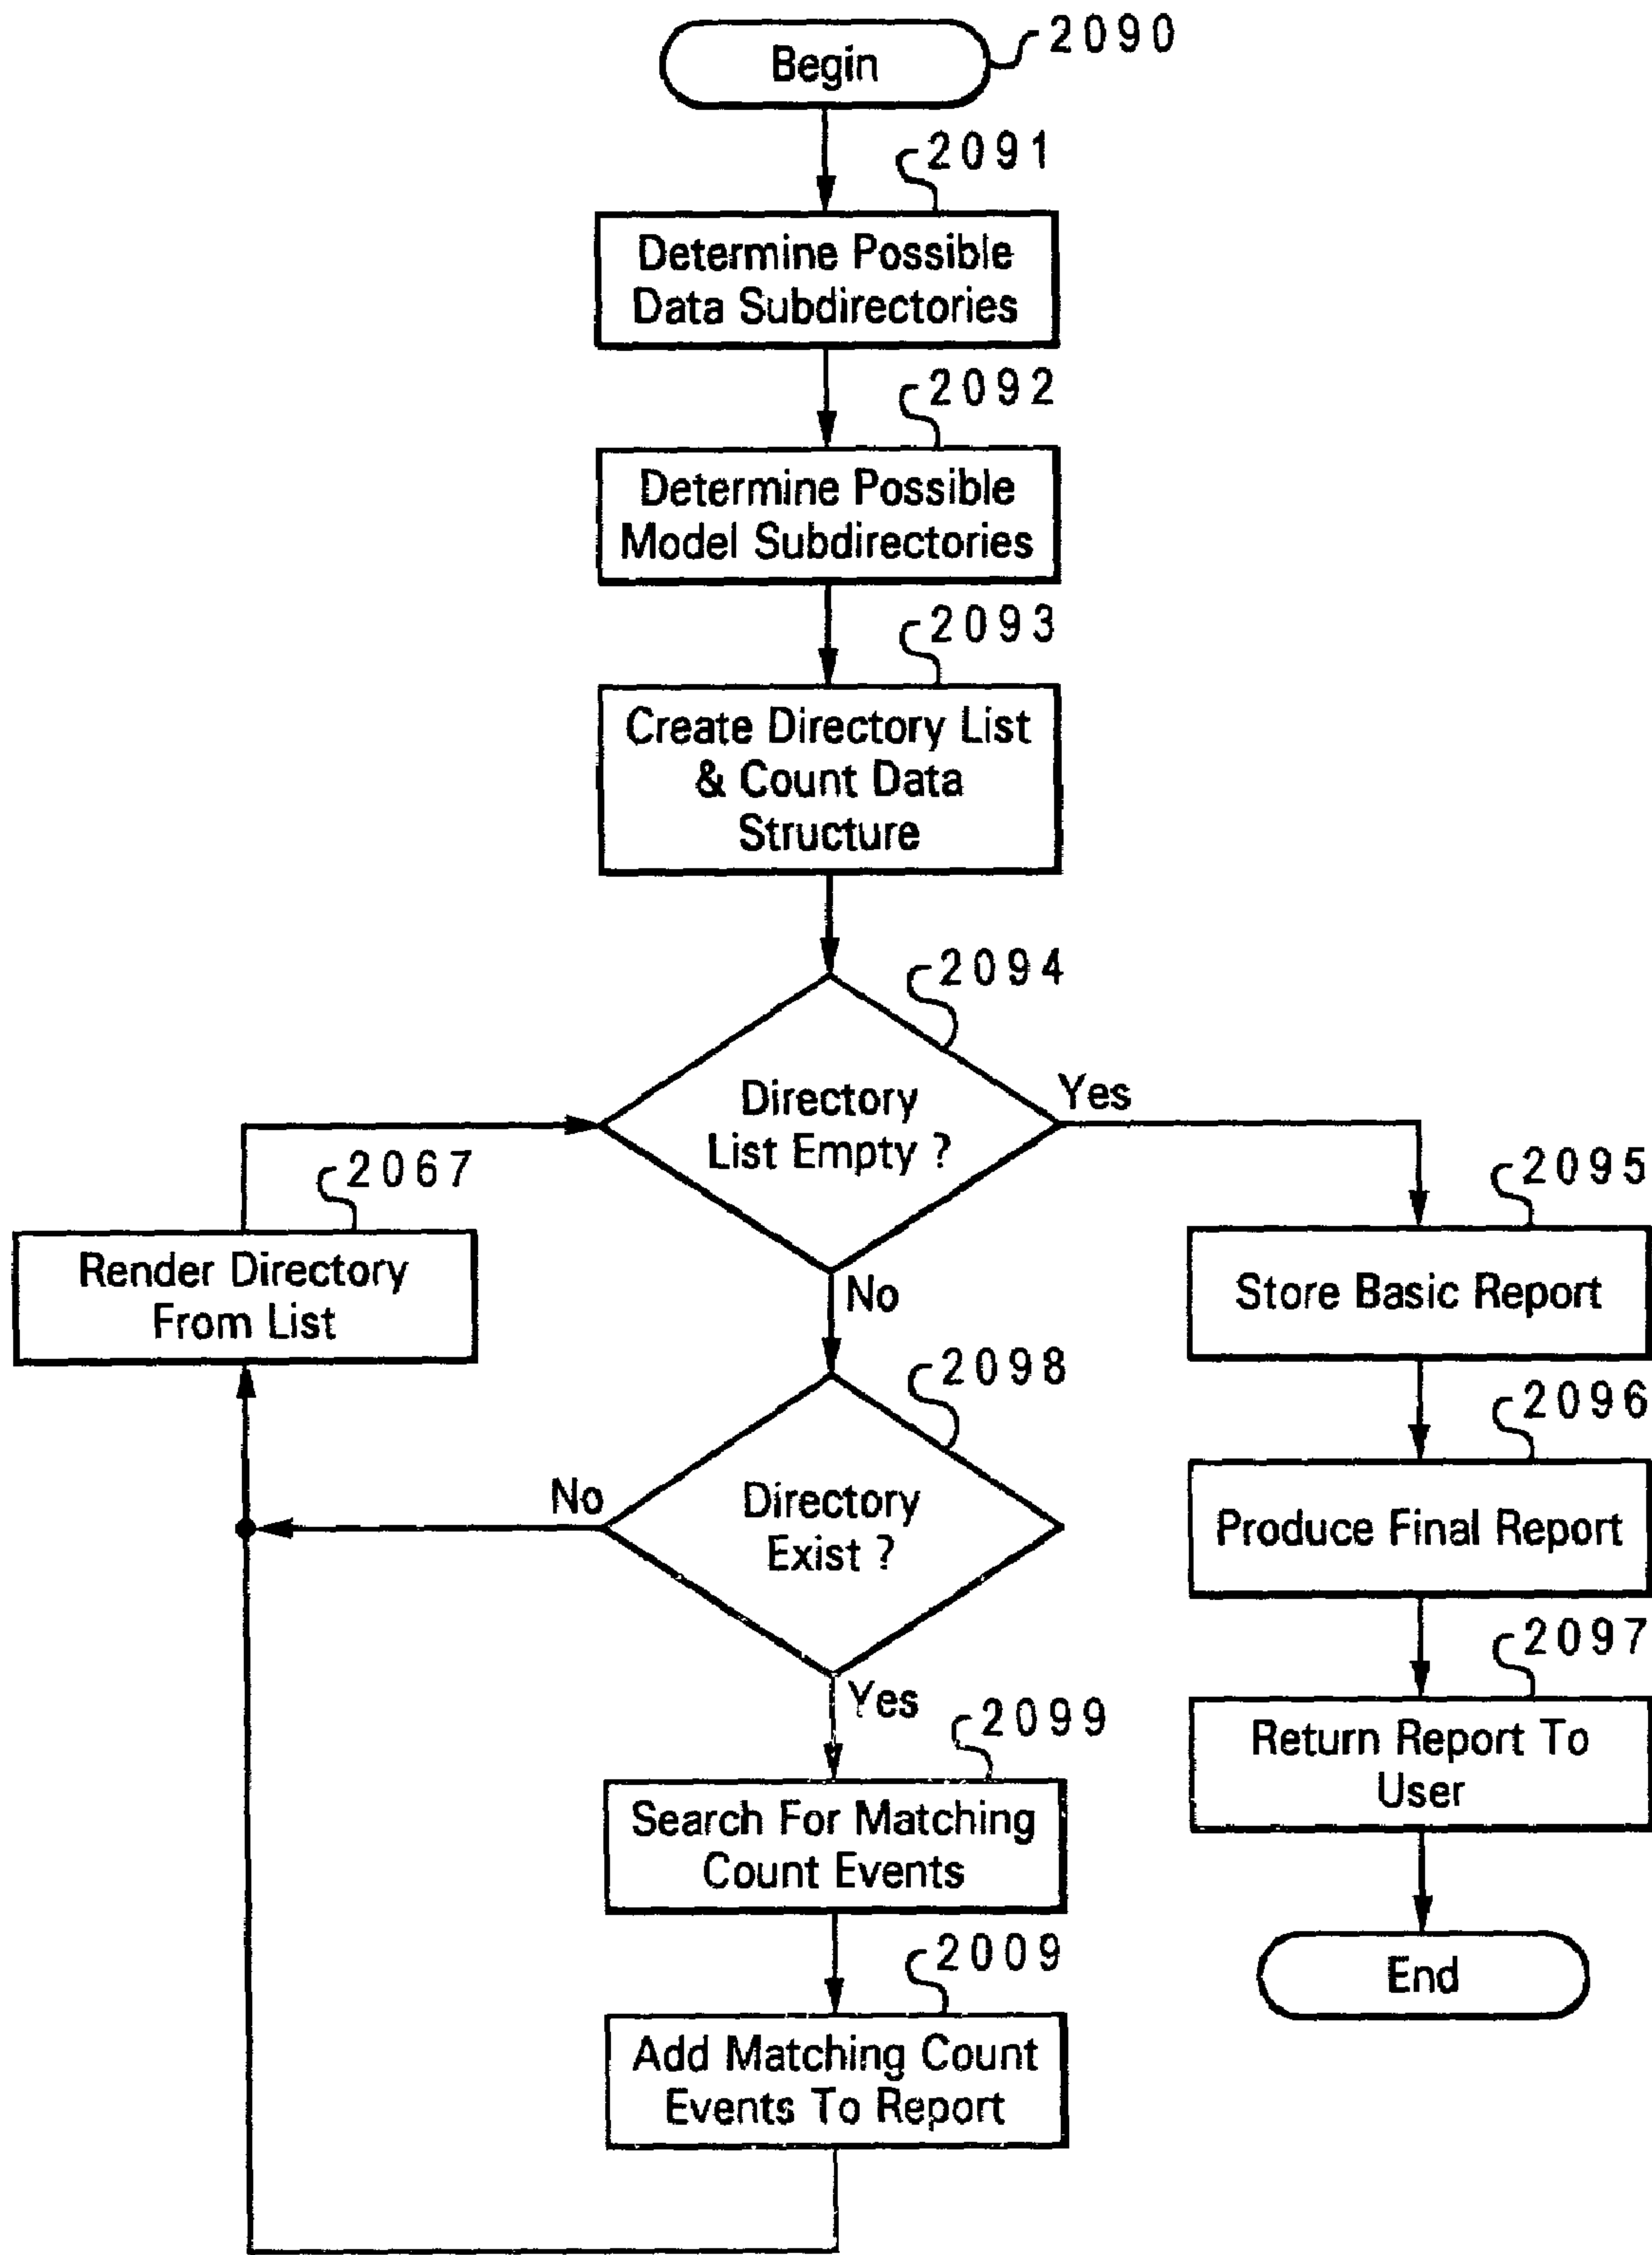 Begin
2090
2091
Determine Possible
Data Subdirectories
2092
Determine Possible
Model Subdirectories
2093
Create Directory List
& Count Data
Structure
2094
Directory
List Empty ?
Yes
No
2067
Render Directory
From List
2095
Store Basic Report
2098
Directory
Exist ?
No
Yes
2096
Produce Final Report
2097
Return Report To
User
2099
Search For Matching
Count Events
2009
Add Matching Count
Events To Report
End